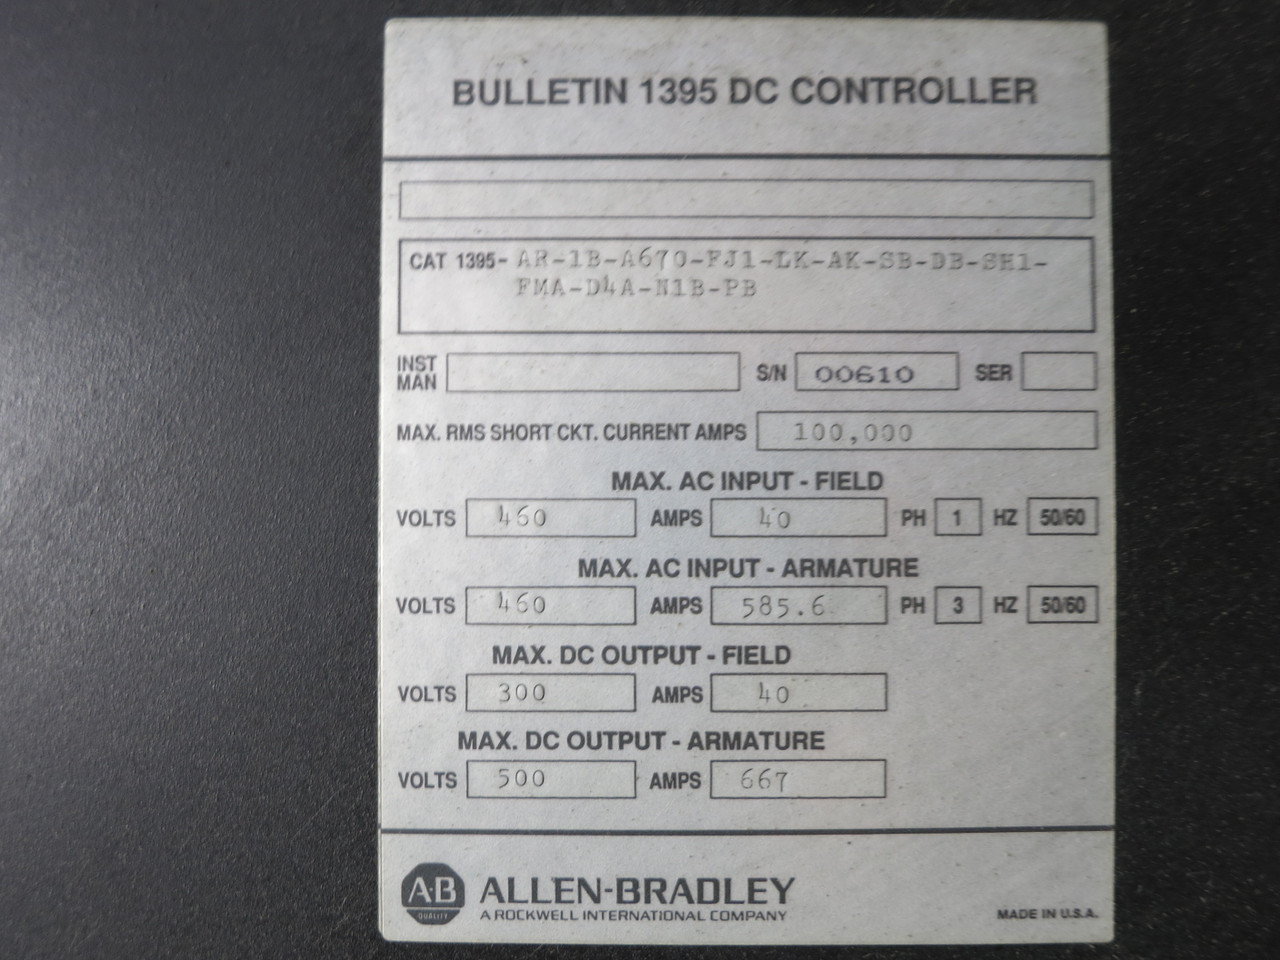 BULLETIN 1395 DC CONTROLLER
CAT 1395- AR-1B-A670-FJ1-LK-AK-SB-DB-SH1-
FMA-D4A-N1B-PB
INST MAN S/N 00610 SER
MAX. RMS SHORT CKT. CURRENT AMPS 100,000
MAX. AC INPUT - FIELD
VOLTS 460 AMPS 40 PH 1 HZ 50/60
MAX. AC INPUT - ARMATURE
VOLTS 460 AMPS 585.6 PH 3 HZ 50/60
MAX. DC OUTPUT - FIELD
VOLTS 300 AMPS 40
MAX. DC OUTPUT - ARMATURE
VOLTS 500 AMPS 667
A-B QUALITY ALLEN-BRADLEY
A ROCKWELL INTERNATIONAL COMPANY
MADE IN U.S.A.